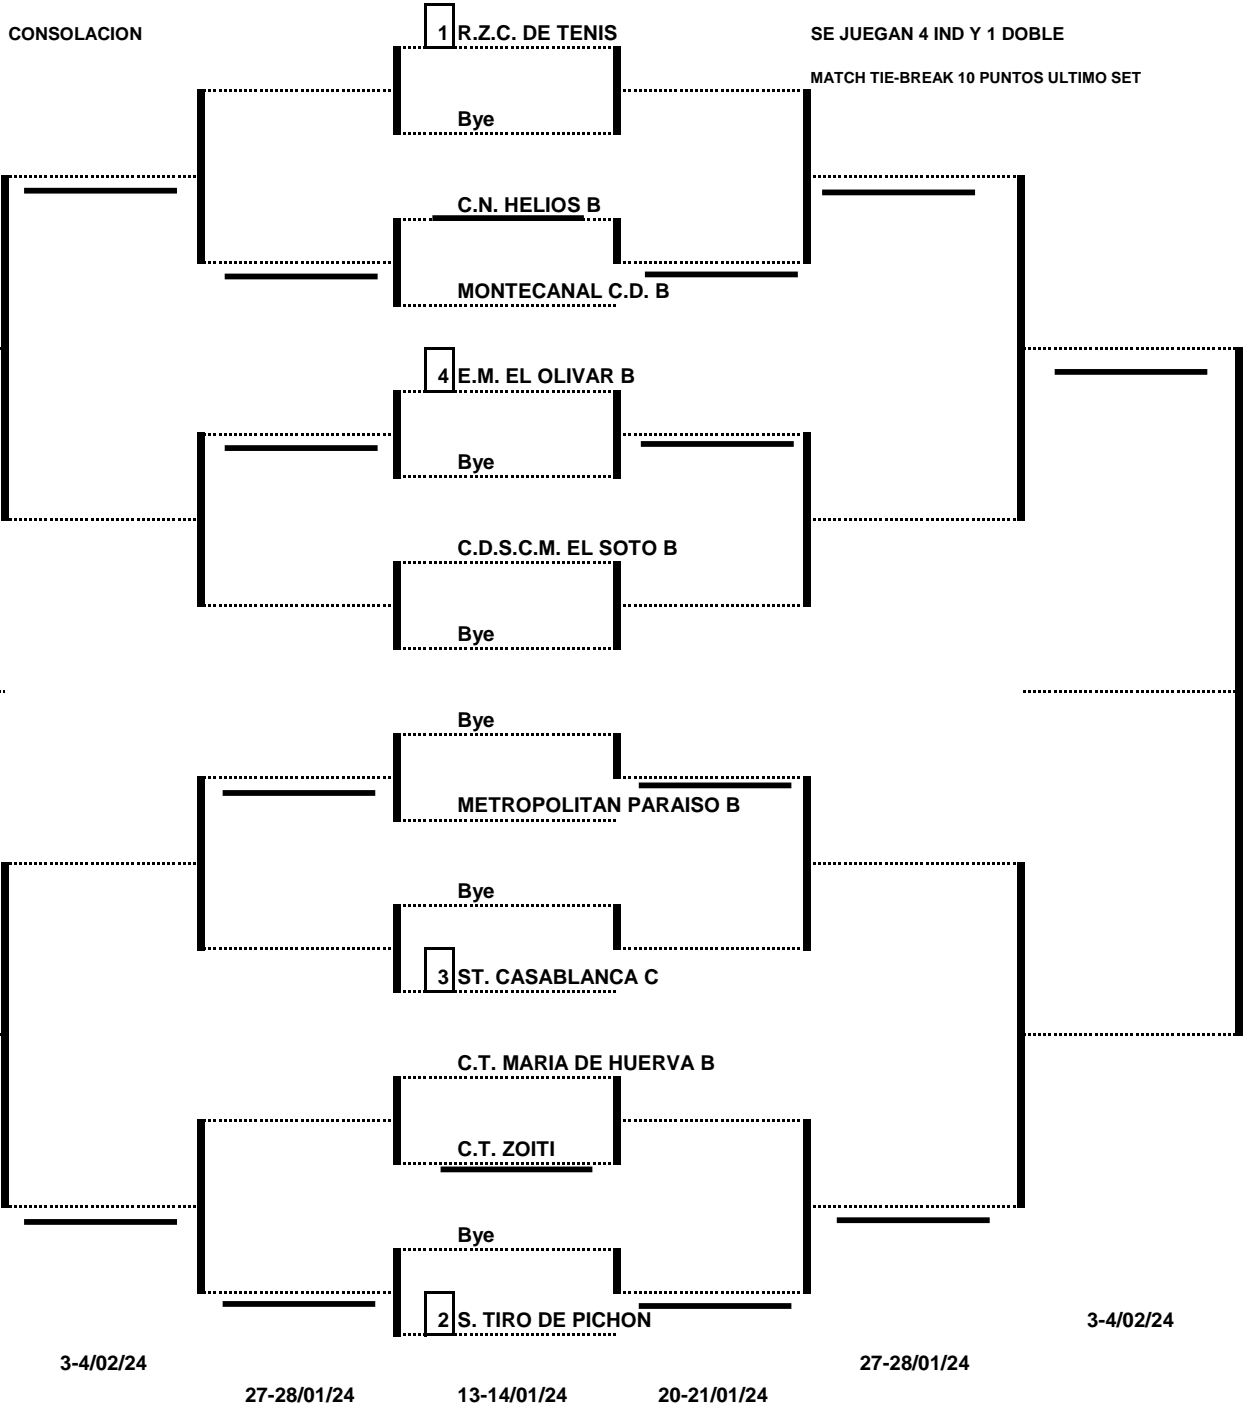 CONSOLACION
1 R.Z.C. DE TENIS
SE JUEGAN 4 IND Y 1 DOBLE
MATCH TIE-BREAK 10 PUNTOS ULTIMO SET
Bye
C.N. HELIOS B
MONTECANAL C.D. B
4 E.M. EL OLIVAR B
Bye
C.D.S.C.M. EL SOTO B
Bye
Bye
METROPOLITAN PARAISO B
Bye
3 ST. CASABLANCA C
C.T. MARIA DE HUERVA B
C.T. ZOITI
Bye
2 S. TIRO DE PICHON
3-4/02/24
3-4/02/24
27-28/01/24
27-28/01/24
13-14/01/24
20-21/01/24